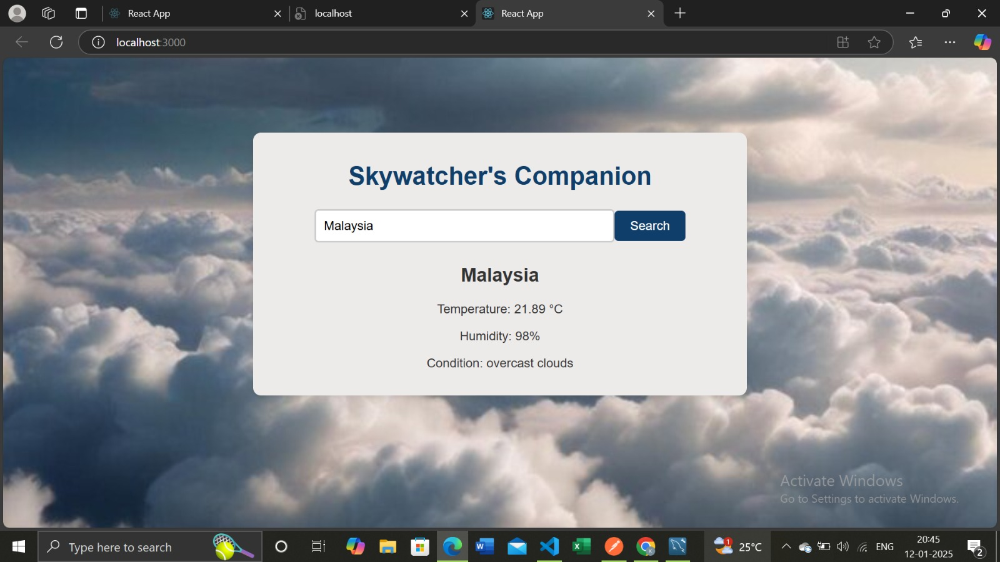 React App
localhost
React App
localhost:3000
Skywatcher's Companion
Malaysia
Search
Malaysia
Temperature: 21.89 °C
Humidity: 98%
Condition: overcast clouds
Activate Windows
Go to Settings to activate Windows.
Type here to search
W
X
K
1
25°C
ENG
20:45
12-01-2025
2